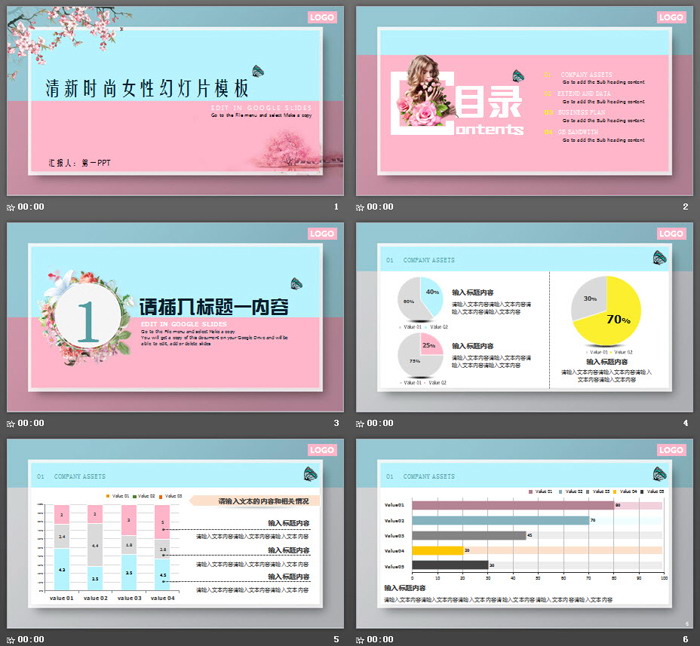 LOGO
清新时尚女性幻灯片模板
EDIT IN GOOGLE SLIDES
Go to the File menu and select Make a copy
汇报人：第一PPT
00:00
1
LOGO
目录
Contents
COMPANY ASSETS
Go to add the Sub heading content
EXTEND AND DATA
Go to add the Sub heading content
BUSINESS PLAN
Go to add the Sub heading content
Go to add the Sub heading content
00:00
2
LOGO
1
请插入标题一内容
EDIT IN GOOGLE SLIDES
Go to the File menu and select Make a copy
You will get a copy of this document on your Google Drive and will be
able to edit, add or delete slides
00:00
3
LOGO
01 COMPANY ASSETS
40%
60%
Value 01 Value 02
输入标题内容
请输入文本内容请输入文本内容请
输入文本内容请输入文本内容
25%
75%
Value 01 Value 02
输入标题内容
请输入文本内容请输入文本内容请
输入文本内容请输入文本内容
30%
70%
Value 01 Value 02
输入标题内容
请输入文本内容请输入文本内容请输入
文本内容请输入文本内容
00:00
4
LOGO
01 COMPANY ASSETS
Value 01 Value 02 Value 03
2 2 3 5
2.4 4.4 1.8 2.8
4.3 2.5 3.5 4.5
value 01 value 02 value 03 value 04
请输入文本的内容和相关情况
输入标题内容
请输入文本内容请输入文本内容请输入文本内容
输入标题内容
请输入文本内容请输入文本内容请输入文本内容
输入标题内容
请输入文本内容请输入文本内容请输入文本内容
00:00
5
LOGO
01 COMPANY ASSETS
Value 01 Value 02 Value 03 Value 04 Value 05
Value01 80
Value02 70
Value03 45
Value04 20
Value05 30
0 10 20 30 40 50 60 70 80 90 100
输入标题内容
请输入文本内容请输入文本内容请输入文本内容请输入文本内容请输入文本内容请输入文本内容
00:00
6